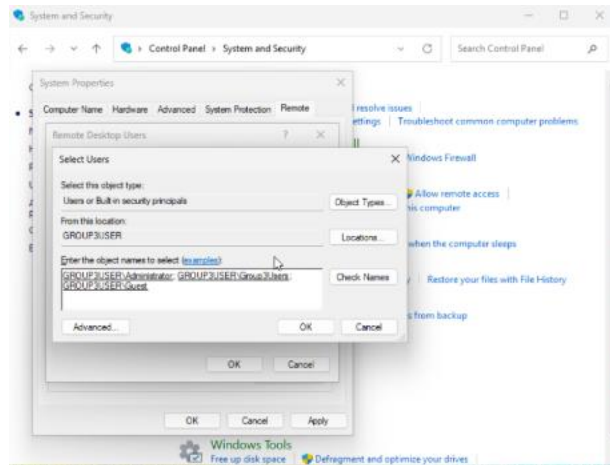 System and Security
Control Panel > System and Security
Search Control Panel
System Properties
Computer Name Hardware Advanced System Protection Remote
Remote Desktop Users
Select Users
Select this object type:
Users or Built-in security principals
Object Types...
From this location:
GROUP3USER
Locations...
Enter the object names to select (examples):
GROUP3USER\Administrator; GROUP3USER\Group3Users;
GROUP3USER\Guest
Check Names
Advanced...
OK
Cancel
OK
Cancel
OK
Cancel
Apply
resolve issues
ettings
Troubleshoot common computer problems
Windows Firewall
Allow remote access
his computer
when the computer sleeps
Restore your files with File History
s from backup
Windows Tools
Free up disk space
Defragment and optimize your drives